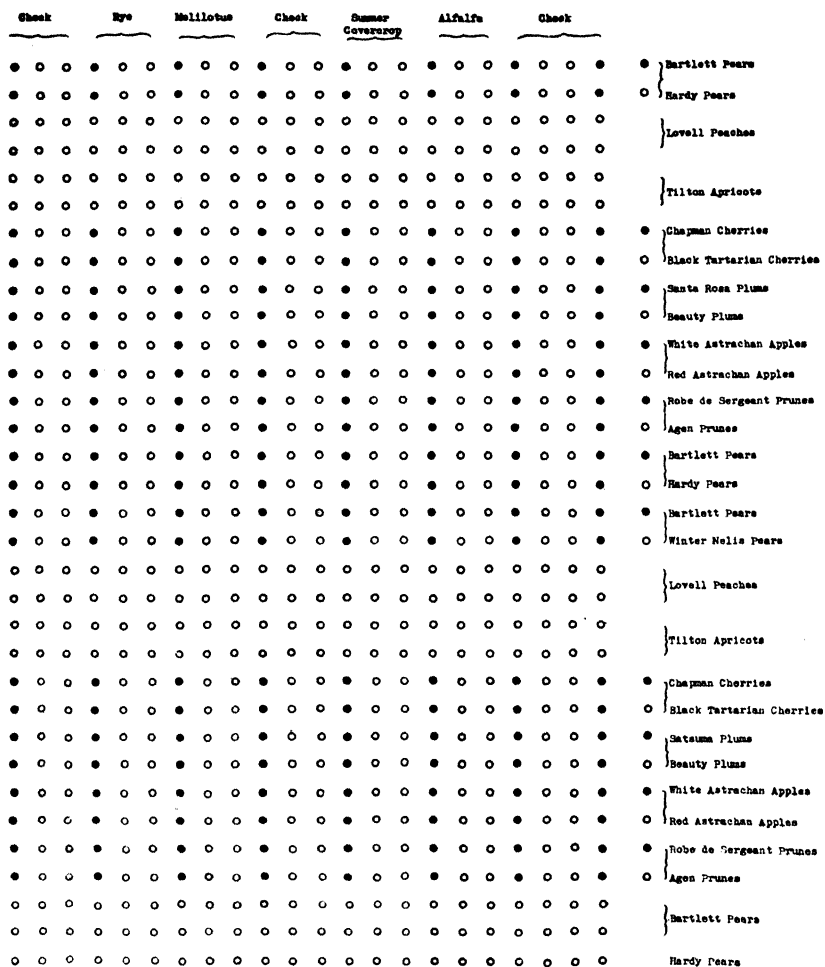 Check Rye Melilotus Check Summer Covercrop Alfalfa Check
Bartlett Pears
Hardy Pears
Lovell Peaches
Tilton Apricots
Chapman Cherries
Black Tartarian Cherries
Santa Rosa Plums
Beauty Plums
White Astrachan Apples
Red Astrachan Apples
Robe de Sergeant Prunes
Agen Prunes
Bartlett Pears
Hardy Pears
Bartlett Pears
Winter Nelis Pears
Lovell Peaches
Tilton Apricots
Chapman Cherries
Black Tartarian Cherries
Satsuma Plums
Beauty Plums
White Astrachan Apples
Red Astrachan Apples
Robe de Sergeant Prunes
Agen Prunes
Bartlett Pears
Hardy Pears